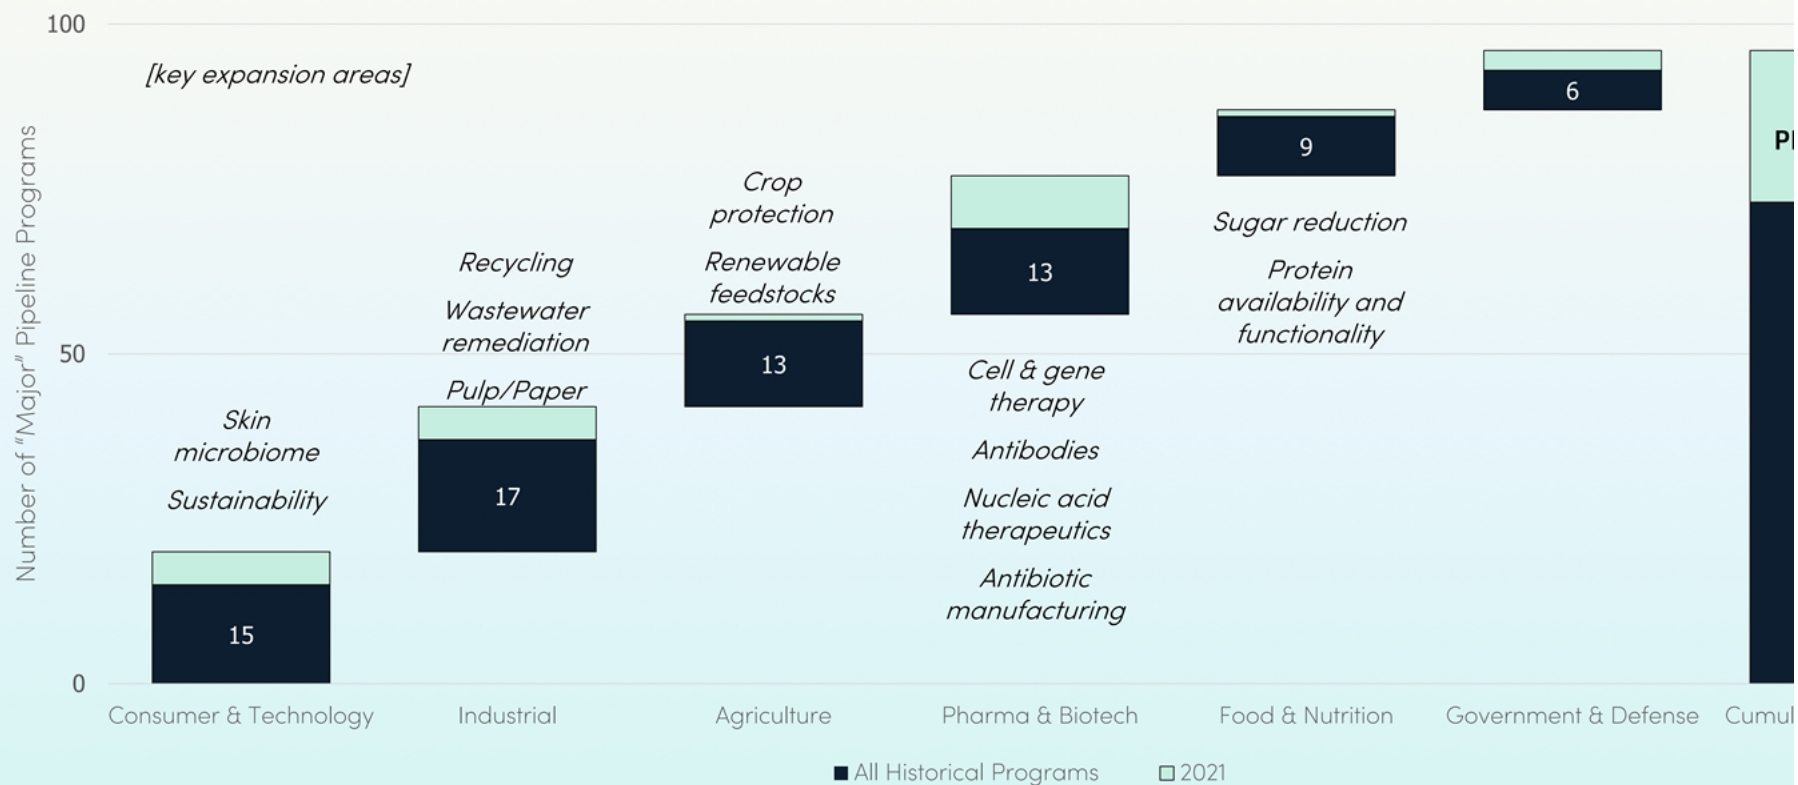 100
[key expansion areas]
Number of “Major” Pipeline Programs
50
0
Skin
microbiome
Sustainability
15
Consumer & Technology
Recycling
Wastewater
remediation
Pulp/Paper
17
Industrial
Crop
protection
Renewable
feedstocks
13
Agriculture
13
Cell & gene
therapy
Antibodies
Nucleic acid
therapeutics
Antibiotic
manufacturing
Pharma & Biotech
9
Sugar reduction
Protein
availability and
functionality
Food & Nutrition
6
Government & Defense
All Historical Programs
2021